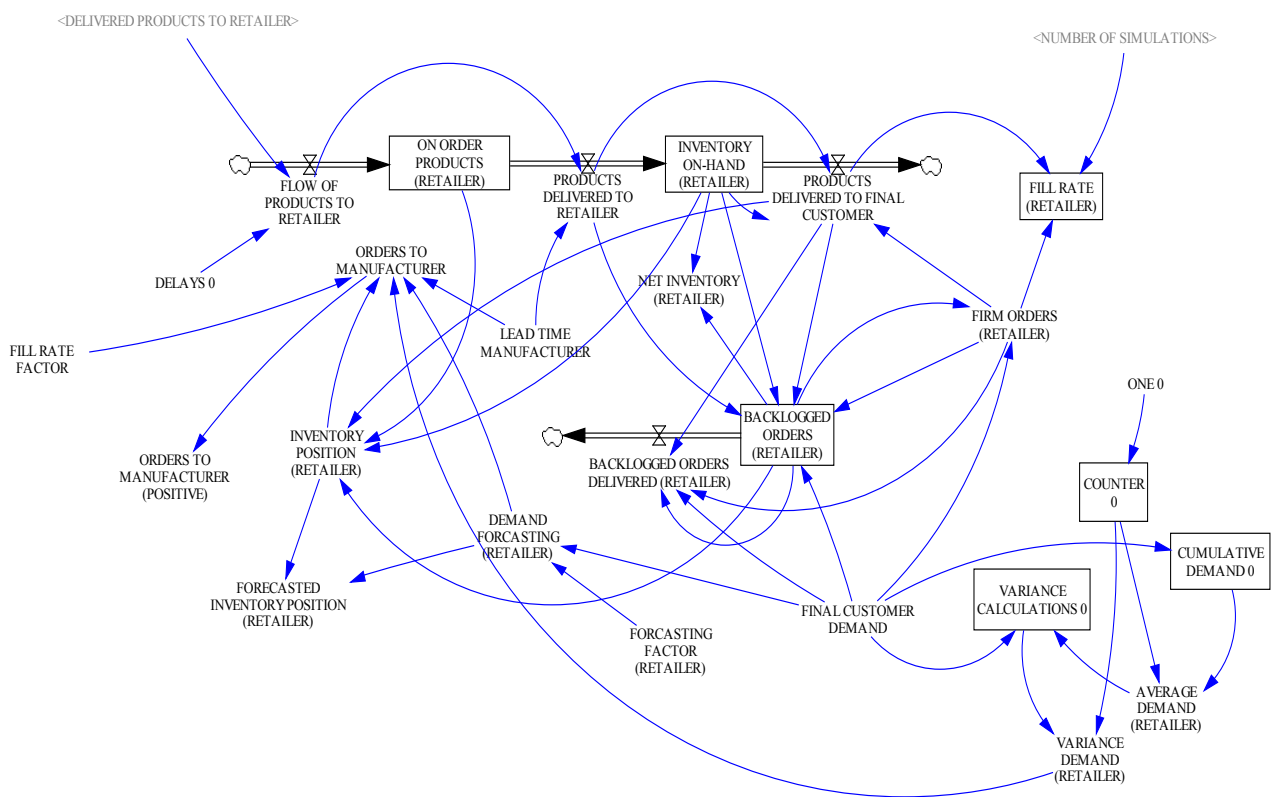 <DELIVERED PRODUCTS TO RETAILER>
<NUMBER OF SIMULATIONS>
ON ORDER
PRODUCTS
(RETAILER)
INVENTORY
ON-HAND
(RETAILER)
FLOW OF
PRODUCTS TO
RETAILER
PRODUCTS
DELIVERED TO
RETAILER
PRODUCTS
DELIVERED TO FINAL
CUSTOMER
FILL RATE
(RETAILER)
ORDERS TO
MANUFACTURER
DELAYS 0
NET INVENTORY
(RETAILER)
FIRM ORDERS
(RETAILER)
LEAD TIME
MANUFACTURER
FILL RATE
FACTOR
ONE 0
BACKLOGGED
ORDERS
(RETAILER)
INVENTORY
POSITION
(RETAILER)
ORDERS TO
MANUFACTURER
(POSITIVE)
BACKLOGGED ORDERS
DELIVERED (RETAILER)
COUNTER
0
DEMAND
FORCASTING
(RETAILER)
CUMULATIVE
DEMAND 0
FORECASTED
INVENTORY POSITION
(RETAILER)
VARIANCE
CALCULATIONS 0
FINAL CUSTOMER
DEMAND
FORCASTING
FACTOR
(RETAILER)
AVERAGE
DEMAND
(RETAILER)
VARIANCE
DEMAND
(RETAILER)